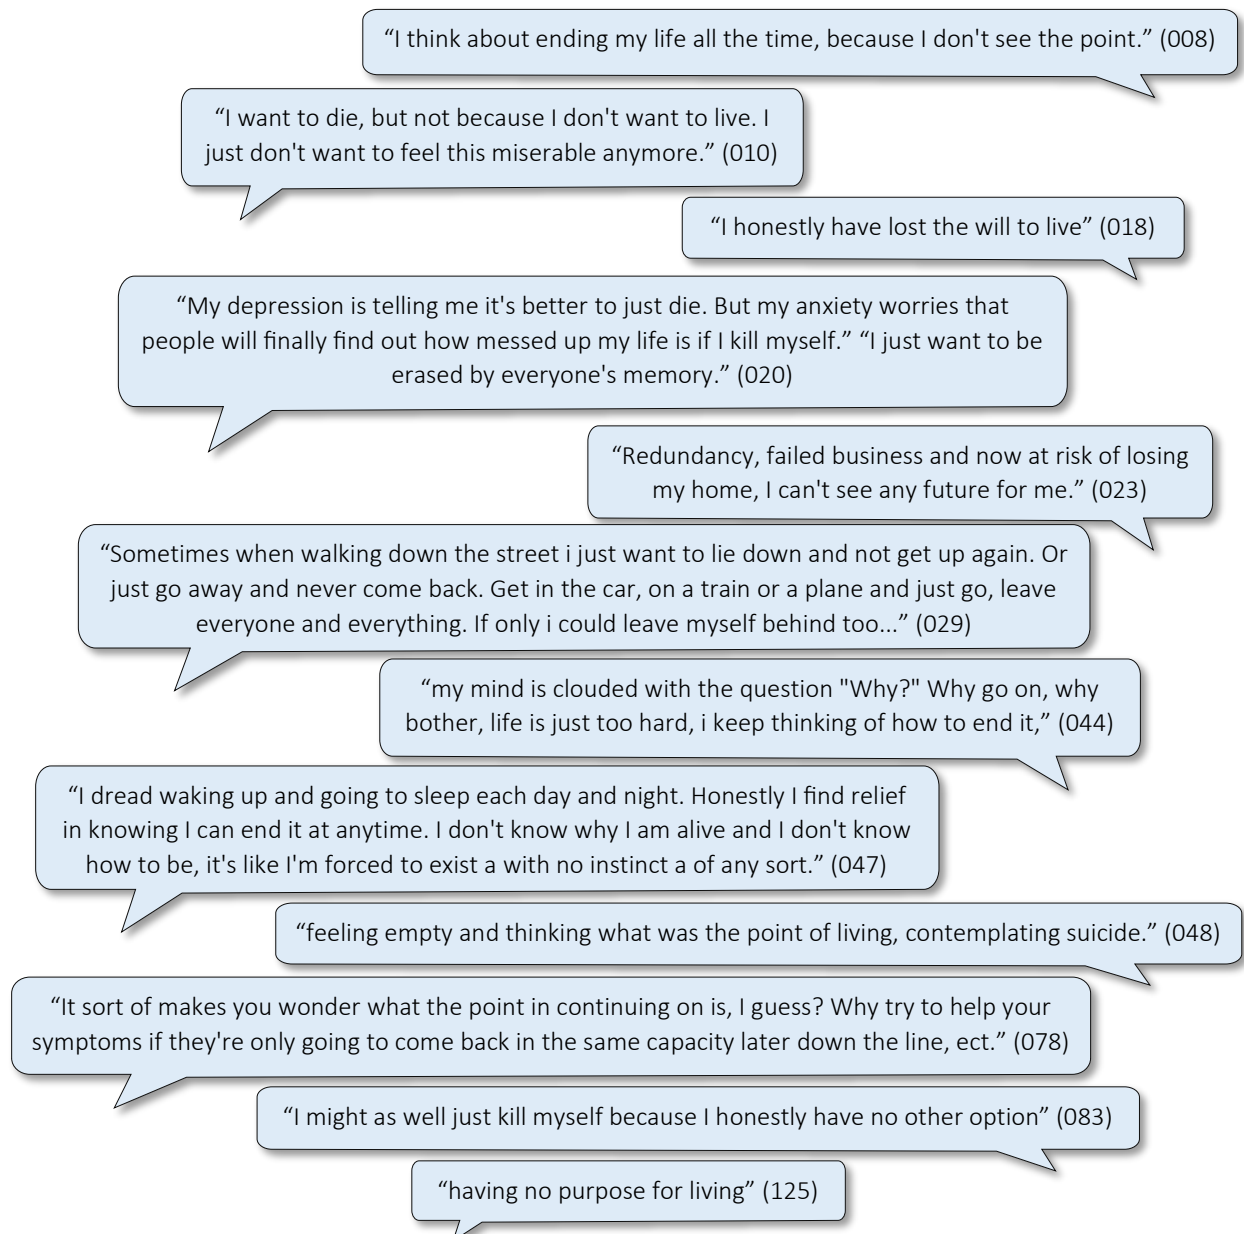 “I think about ending my life all the time, because I don't see the point.” (008)
“I want to die, but not because I don't want to live. I
just don't want to feel this miserable anymore.” (010)
“I honestly have lost the will to live” (018)
“My depression is telling me it's better to just die. But my anxiety worries that
people will finally find out how messed up my life is if I kill myself.” “I just want to be
erased by everyone's memory.” (020)
“Redundancy, failed business and now at risk of losing
my home, I can't see any future for me.” (023)
“Sometimes when walking down the street i just want to lie down and not get up again. Or
just go away and never come back. Get in the car, on a train or a plane and just go, leave
everyone and everything. If only i could leave myself behind too...” (029)
“my mind is clouded with the question "Why?" Why go on, why
bother, life is just too hard, i keep thinking of how to end it,” (044)
“I dread waking up and going to sleep each day and night. Honestly I find relief
in knowing I can end it at anytime. I don't know why I am alive and I don't know
how to be, it's like I'm forced to exist a with no instinct a of any sort.” (047)
“feeling empty and thinking what was the point of living, contemplating suicide.” (048)
“It sort of makes you wonder what the point in continuing on is, I guess? Why try to help your
symptoms if they're only going to come back in the same capacity later down the line, ect.” (078)
“I might as well just kill myself because I honestly have no other option” (083)
“having no purpose for living” (125)